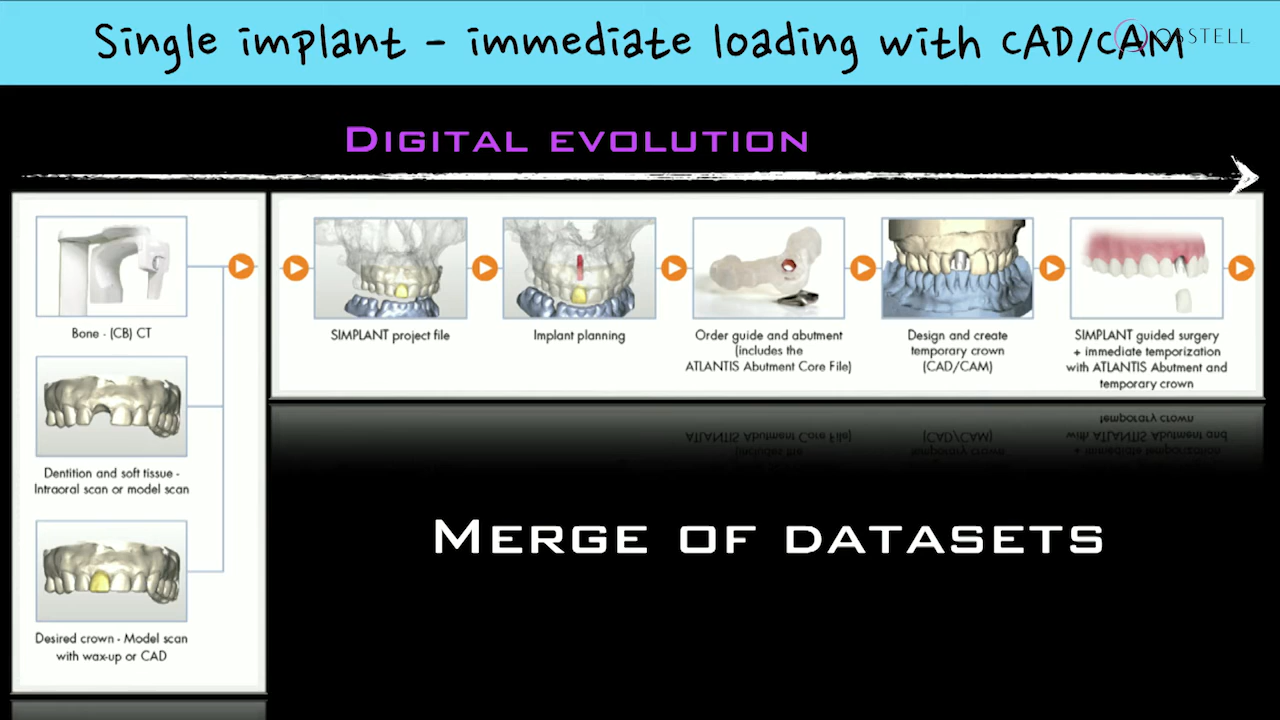 Single implant - immediate loading with CAD/CAM
OSSTELL
DIGITAL EVOLUTION
Bone - (CB) CT
Dentition and soft tissue -
Intraoral scan or model scan
Desired crown - Model scan
with wax-up or CAD
SIMPLANT project file
Implant planning
Order guide and abutment
(includes the
ATLANTIS Abutment Core File)
Design and create
temporary crown
(CAD/CAM)
SIMPLANT guided surgery
+ immediate temporization
with ATLANTIS Abutment and
temporary crown
MERGE OF DATASETS